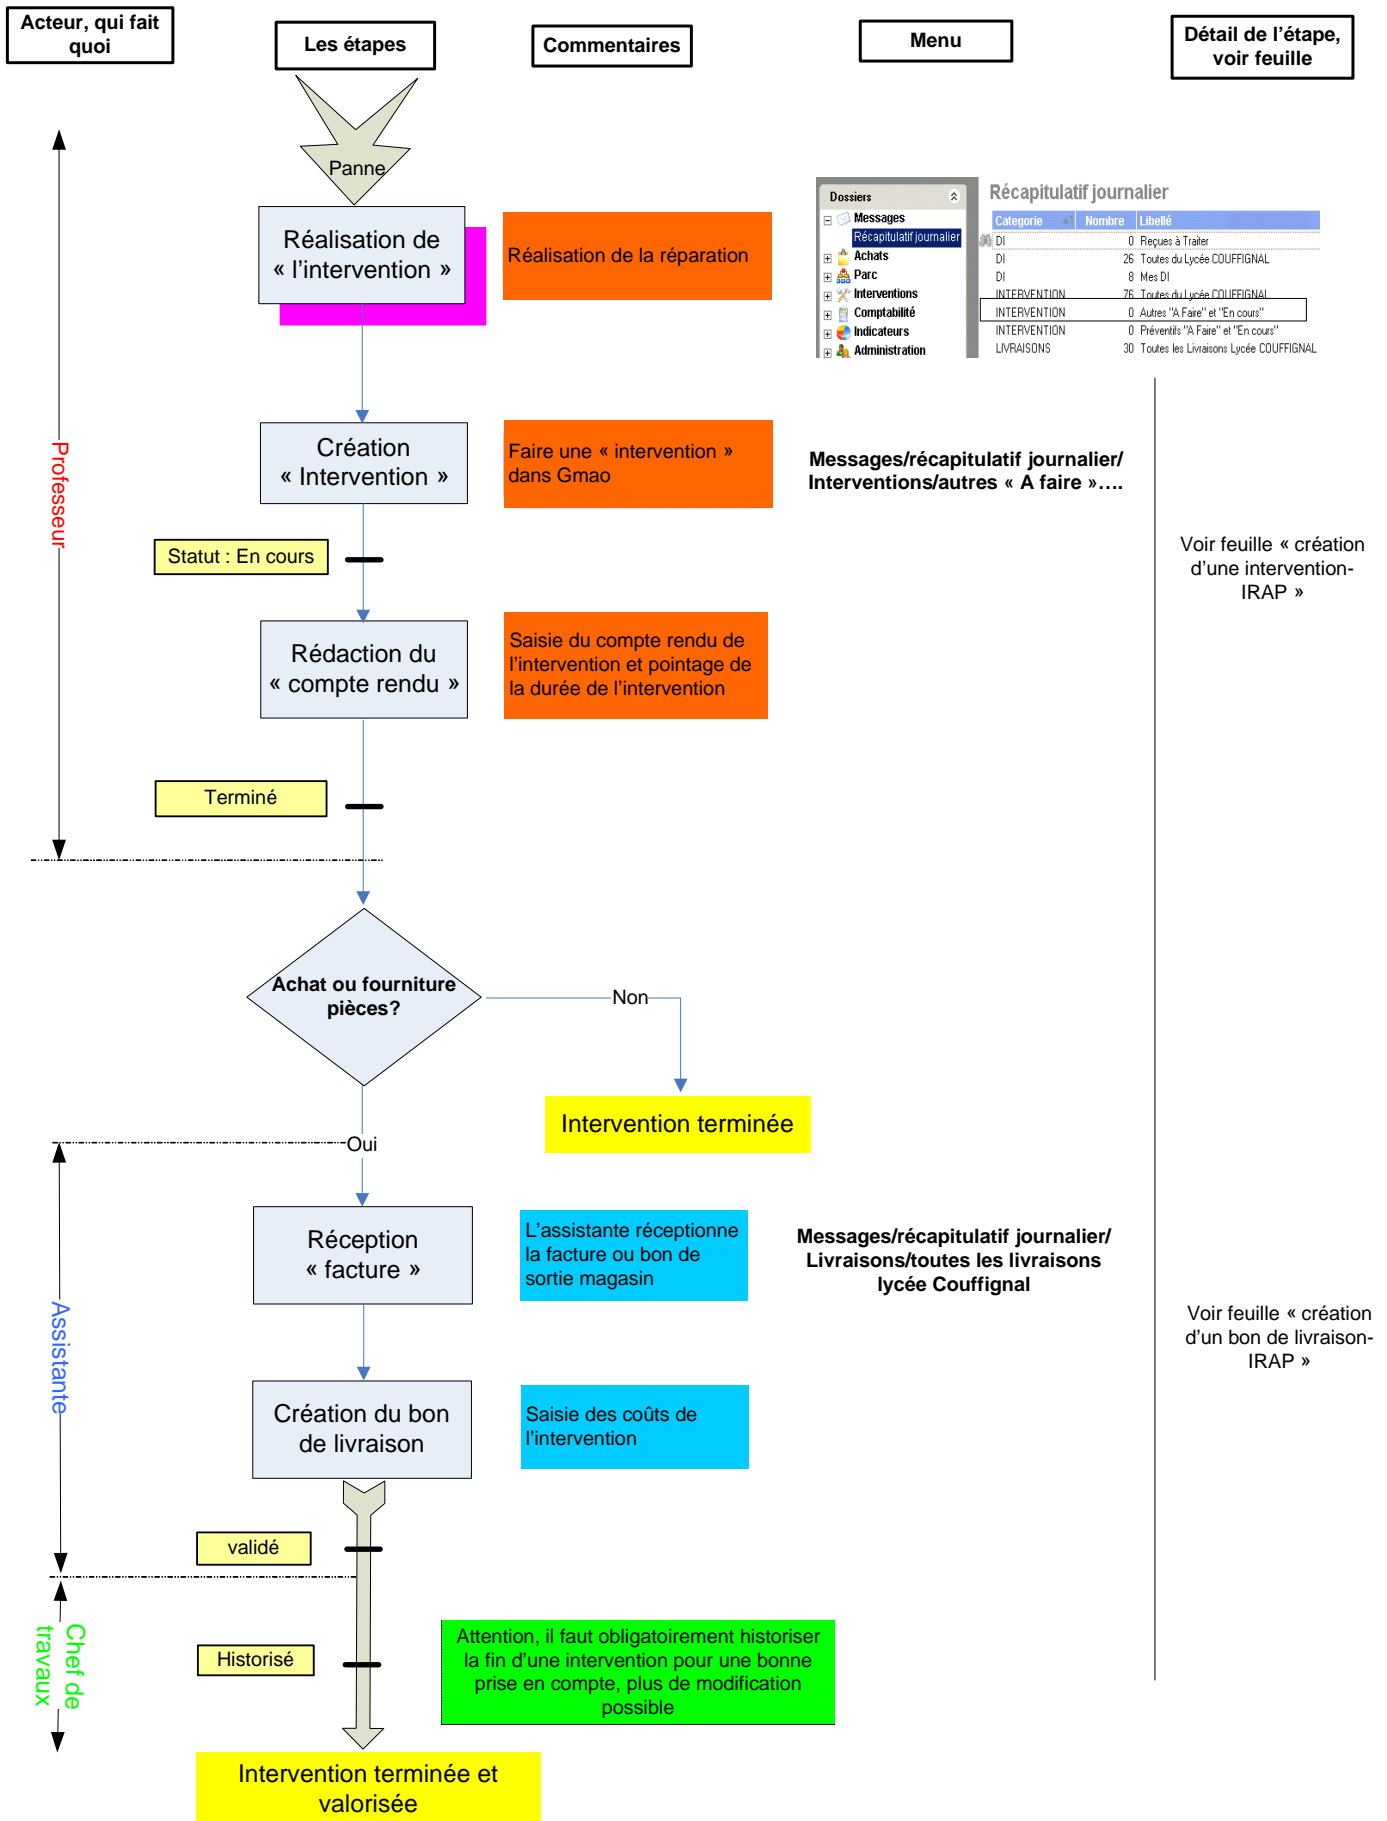 Acteur, qui fait
quoi
Les étapes
Commentaires
Menu
Détail de l'étape,
voir feuille
Panne
Réalisation de
« l'intervention »
Réalisation de la réparation
Dossiers
Messages
Récapitulatif journalier
Achats
Parc
Interventions
Comptabilité
Indicateurs
Administration
Récapitulatif journalier
Categorie Nombre Libellé
DI 0 Reçues à Traiter
DI 26 Toutes du Lycée COUFFIGNAL
DI 8 Mes DI
INTERVENTION 76 Toutes du Lycée COUFFIGNAL
INTERVENTION 0 Autres "A Faire" et "En cours"
INTERVENTION 0 Préventifs "A Faire" et "En cours"
LIVRAISONS 30 Toutes les Livraisons Lycée COUFFIGNAL
Professeur
Création
« Intervention »
Faire une « intervention »
dans Gmao
Messages/récapitulatif journalier/
Interventions/autres « A faire »….
Statut : En cours
Voir feuille « création
d'une intervention-
IRAP »
Rédaction du
« compte rendu »
Saisie du compte rendu de
l'intervention et pointage de
la durée de l'intervention
Terminé
Achat ou fourniture
pièces?
Non
Intervention terminée
Oui
Assistante
Réception
« facture »
L'assistante réceptionne
la facture ou bon de
sortie magasin
Messages/récapitulatif journalier/
Livraisons/toutes les livraisons
lycée Couffignal
Voir feuille « création
d'un bon de livraison-
IRAP »
Création du bon
de livraison
Saisie des coûts de
l'intervention
validé
Chef de
travaux
Historisé
Attention, il faut obligatoirement historiser
la fin d'une intervention pour une bonne
prise en compte, plus de modification
possible
Intervention terminée et
valorisée